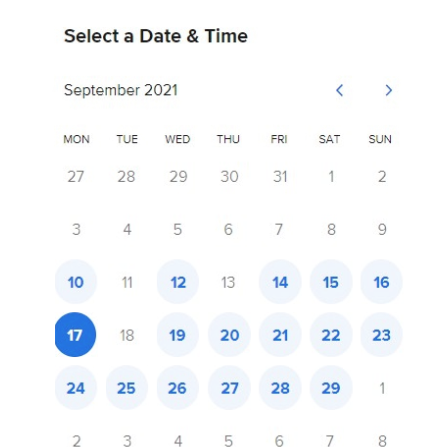 Select a Date & Time
September 2021
MON TUE WED THU FRI SAT SUN
27 28 29 30 31 1 2
3 4 5 6 7 8 9
10 11 12 13 14 15 16
17 18 19 20 21 22 23
24 25 26 27 28 29 1
2 3 4 5 6 7 8